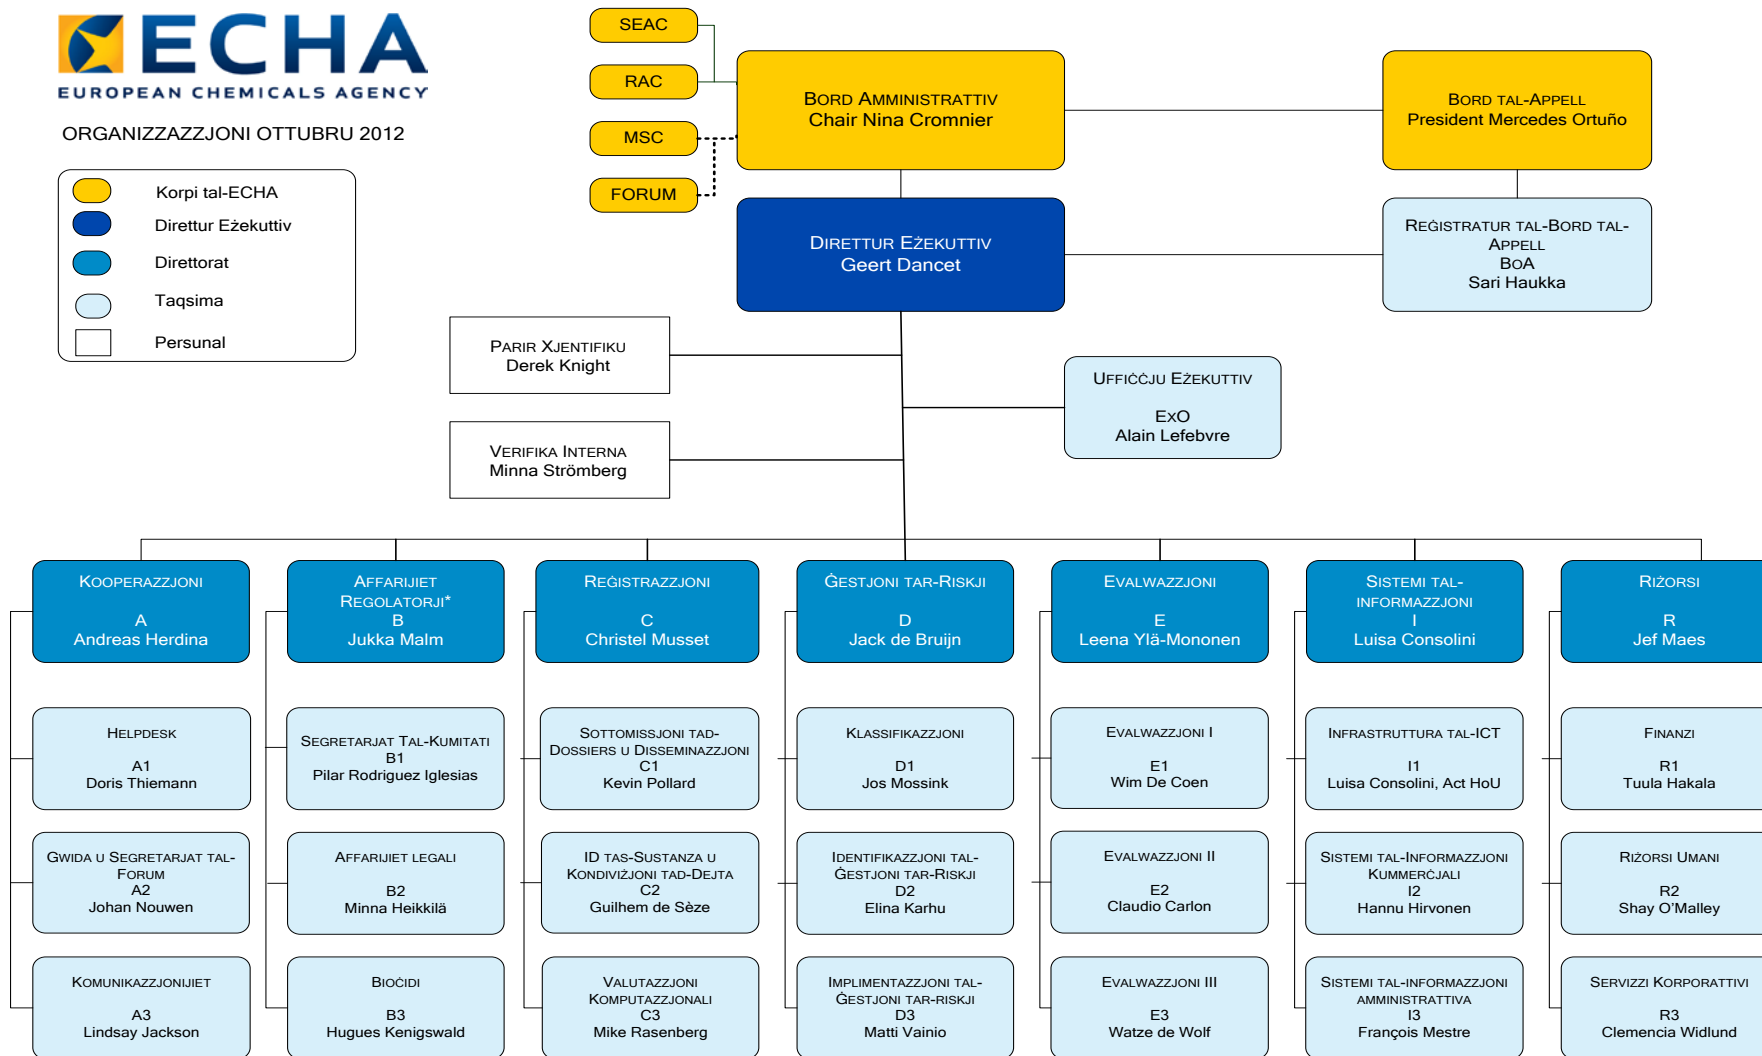 ECHA
EUROPEAN CHEMICALS AGENCY
ORGANIZZAZZJONI OTTUBRU 2012
Korpi tal-ECHA
Direttur Eżekuttiv
Direttorat
Taqsima
Persunal
SEAC
RAC
MSC
FORUM
BORD AMMINISTRATTIV
Chair Nina Cromnier
BORD TAL-APPELL
President Mercedes Ortuño
DIRETTUR EŻEKUTTIV
Geert Dancet
REĠISTRATUR TAL-BORD TAL-
APPELL
BOA
Sari Haukka
PARIR XJENTIFIKU
Derek Knight
UFFIĊĊJU EŻEKUTTIV
EXO
Alain Lefebvre
VERIFIKA INTERNA
Minna Strömberg
KOOPERAZZJONI
A
Andreas Herdina
AFFARIJIET
REGOLATORJI*
B
Jukka Malm
REĠISTRAZZJONI
C
Christel Musset
ĠESTJONI TAR-RISKJI
D
Jack de Bruijn
EVALWAZZJONI
E
Leena Ylä-Mononen
SISTEMI TAL-
INFORMAZZJONI
I
Luisa Consolini
RIŻORSI
R
Jef Maes
HELPDESK
A1
Doris Thiemann
SEGRETARJAT TAL-KUMITATI
B1
Pilar Rodriguez Iglesias
SOTTOMISSJONI TAD-
DOSSIERS U DISSEMINAZZJONI
C1
Kevin Pollard
KLASSIFIKAZZJONI
D1
Jos Mossink
EVALWAZZJONI I
E1
Wim De Coen
INFRASTRUTTURA TAL-ICT
I1
Luisa Consolini, Act HoU
FINANZI
R1
Tuula Hakala
GWIDA U SEGRETARJAT TAL-
FORUM
A2
Johan Nouwen
AFFARIJIET LEGALI
B2
Minna Heikkilä
ID TAS-SUSTANZA U
KONDIVIŻJONI TAD-DEJTA
C2
Guilhem de Sèze
IDENTIFIKAZZJONI TAL-
ĠESTJONI TAR-RISKJI
D2
Elina Karhu
EVALWAZZJONI II
E2
Claudio Carlon
SISTEMI TAL-INFORMAZZJONI
KUMMERĊJALI
I2
Hannu Hirvonen
RIŻORSI UMANI
R2
Shay O'Malley
KOMUNIKAZZJONIJIET
A3
Lindsay Jackson
BIOĊIDI
B3
Hugues Kenigswald
VALUTAZZJONI
KOMPUTAZZJONALI
C3
Mike Rasenberg
IMPLIMENTAZZJONI TAL-
ĠESTJONI TAR-RISKJI
D3
Matti Vainio
EVALWAZZJONI III
E3
Watze de Wolf
SISTEMI TAL-INFORMAZZJONI
AMMINISTRATTIVA
I3
François Mestre
SERVIZZI KORPORATTIVI
R3
Clemencia Widlund